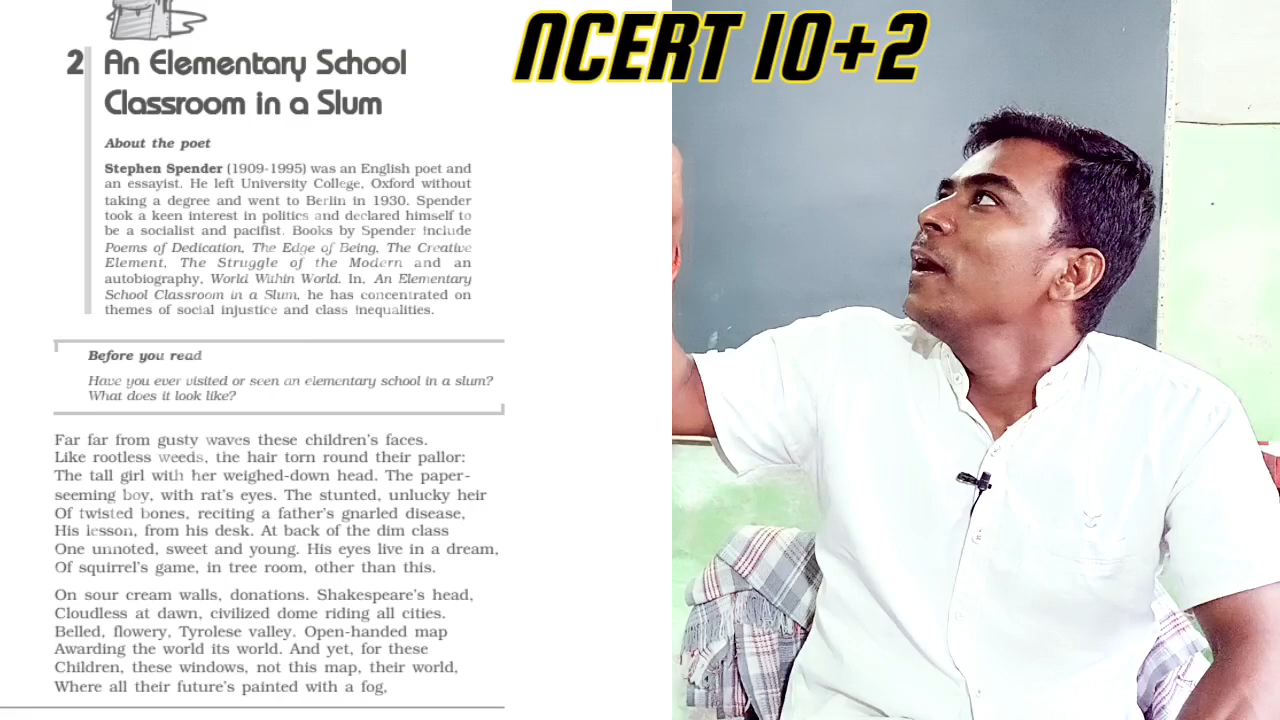 NCERT 10+2
2 An Elementary School
Classroom in a Slum
About the poet
Stephen Spender (1909-1995) was an English poet and
an essayist. He left University College, Oxford without
taking a degree and went to Berlin in 1930. Spender
took a keen interest in politics and declared himself to
be a socialist and pacifist. Books by Spender include
Poems of Dedication, The Edge of Being, The Creative
Element, The Struggle of the Modern and an
autobiography, World Within World. In, An Elementary
School Classroom in a Slum, he has concentrated on
themes of social injustice and class inequalities.
Before you read
Have you ever visited or seen an elementary school in a slum?
What does it look like?
Far far from gusty waves these children's faces.
Like rootless weeds, the hair torn round their pallor:
The tall girl with her weighed-down head. The paper-
seeming boy, with rat's eyes. The stunted, unlucky heir
Of twisted bones, reciting a father's gnarled disease,
His lesson, from his desk. At back of the dim class
One unnoted, sweet and young. His eyes live in a dream,
Of squirrel's game, in tree room, other than this.
On sour cream walls, donations. Shakespeare's head,
Cloudless at dawn, civilized dome riding all cities.
Belled, flowery, Tyrolese valley. Open-handed map
Awarding the world its world. And yet, for these
Children, these windows, not this map, their world,
Where all their future's painted with a fog,